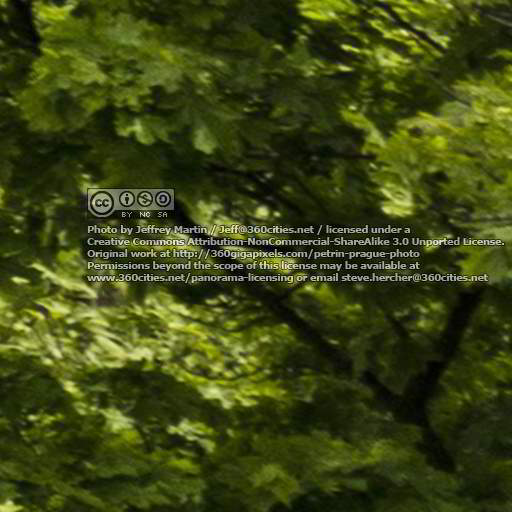 cc
BY NC SA
Photo by Jeffrey Martin / Jeff@360cities.net / licensed under a
Creative Commons Attribution-NonCommercial-ShareAlike 3.0 Unported License.
Original work at http://360gigapixels.com/petrin-prague-photo
Permissions beyond the scope of this license may be available at
www.360cities.net/panorama-licensing or email steve.hercher@360cities.net